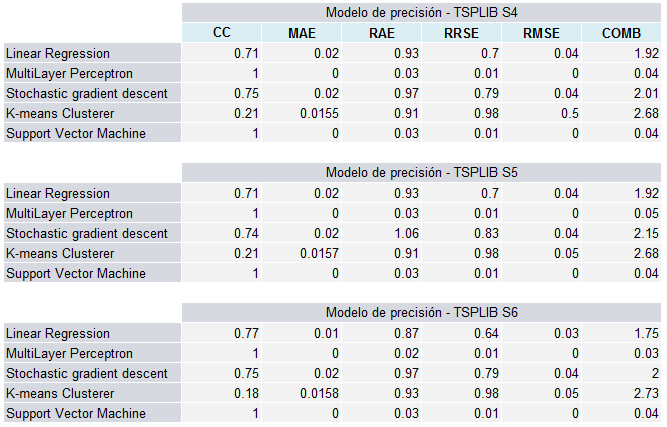 Modelo de precisión - TSPLIB S4
CC MAE RAE RRSE RMSE COMB
Linear Regression 0.71 0.02 0.93 0.7 0.04 1.92
MultiLayer Perceptron 1 0 0.03 0.01 0 0.04
Stochastic gradient descent 0.75 0.02 0.97 0.79 0.04 2.01
K-means Clusterer 0.21 0.0155 0.91 0.98 0.5 2.68
Support Vector Machine 1 0 0.03 0.01 0 0.04
Modelo de precisión - TSPLIB S5
Linear Regression 0.71 0.02 0.93 0.7 0.04 1.92
MultiLayer Perceptron 1 0 0.03 0.01 0 0.05
Stochastic gradient descent 0.74 0.02 1.06 0.83 0.04 2.15
K-means Clusterer 0.21 0.0157 0.91 0.98 0.05 2.68
Support Vector Machine 1 0 0.03 0.01 0 0.04
Modelo de precisión - TSPLIB S6
Linear Regression 0.77 0.01 0.87 0.64 0.03 1.75
MultiLayer Perceptron 1 0 0.02 0.01 0 0.03
Stochastic gradient descent 0.75 0.02 0.97 0.79 0.04 2
K-means Clusterer 0.18 0.0158 0.93 0.98 0.05 2.73
Support Vector Machine 1 0 0.03 0.01 0 0.04